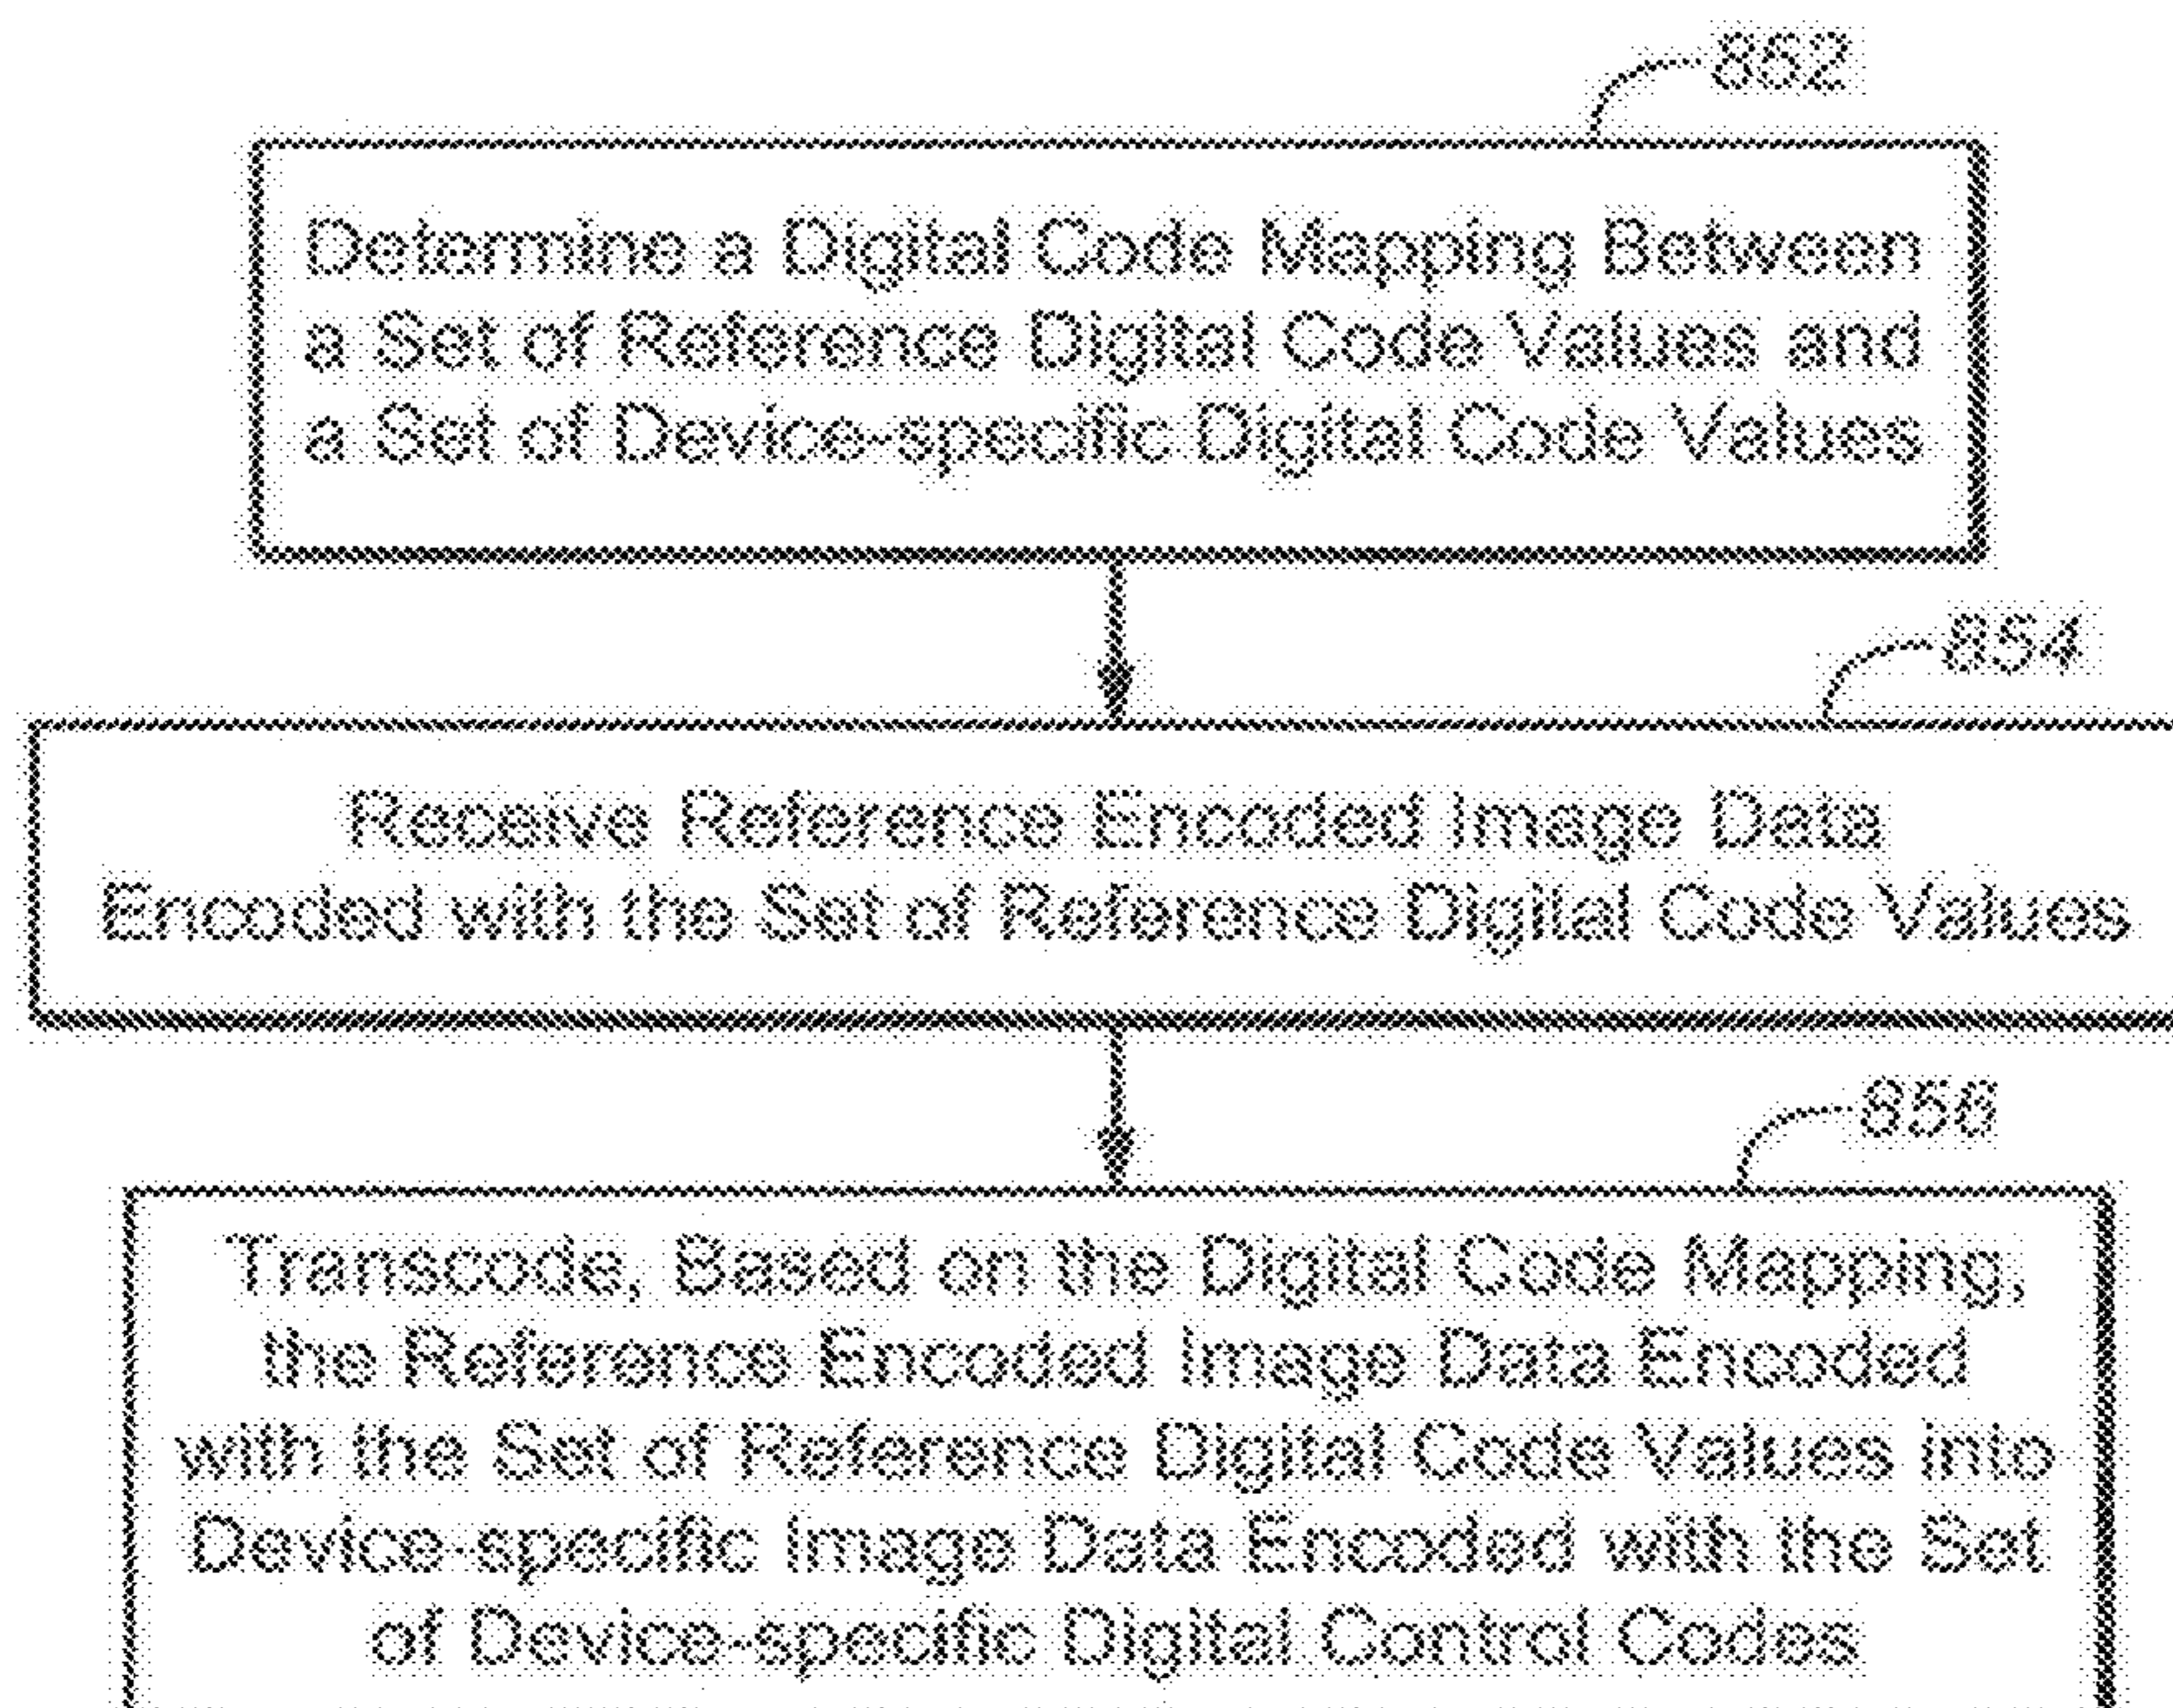 852
Determine a Digital Code Mapping Between
a Set of Reference Digital Code Values and
a Set of Device-specific Digital Code Values
854
Receive Reference Encoded Image Data
Encoded with the Set of Reference Digital Code Values
856
Transcode, Based on the Digital Code Mapping,
the Reference Encoded Image Data Encoded
with the Set of Reference Digital Code Values into
Device-specific Image Data Encoded with the Set
of Device-specific Digital Control Codes